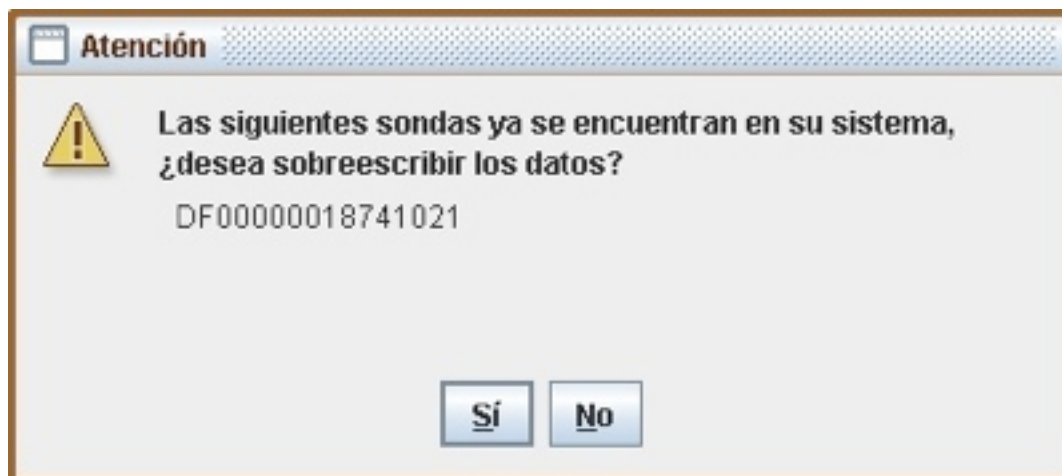 Atención
Las siguientes sondas ya se encuentran en su sistema,
¿desea sobreescribir los datos?
DF00000018741021
Sí No